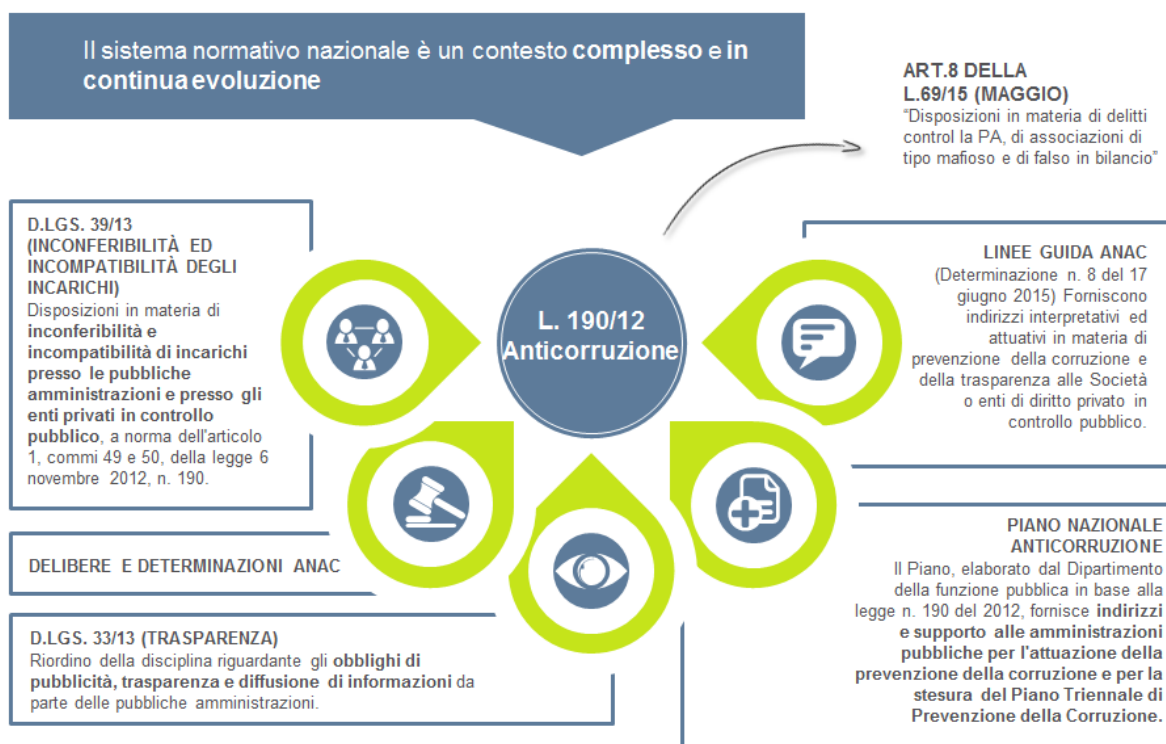 Il sistema normativo nazionale è un contesto complesso e in
continua evoluzione
ART.8 DELLA
L.69/15 (MAGGIO)
“Disposizioni in materia di delitti
control la PA, di associazioni di
tipo mafioso e di falso in bilancio”
D.LGS. 39/13
(INCONFERIBILITÀ ED
INCOMPATIBILITÀ DEGLI
INCARICHI)
Disposizioni in materia di
inconferibilità e
incompatibilità di incarichi
presso le pubbliche
amministrazioni e presso gli
enti privati in controllo
pubblico, a norma dell'articolo
1, commi 49 e 50, della legge 6
novembre 2012, n. 190.
L. 190/12
Anticorruzione
LINEE GUIDA ANAC
(Determinazione n. 8 del 17
giugno 2015) Forniscono
indirizzi interpretativi ed
attuativi in materia di
prevenzione della corruzione e
della trasparenza alle Società
o enti di diritto privato in
controllo pubblico.
DELIBERE E DETERMINAZIONI ANAC
D.LGS. 33/13 (TRASPARENZA)
Riordino della disciplina riguardante gli obblighi di
pubblicità, trasparenza e diffusione di informazioni da
parte delle pubbliche amministrazioni.
PIANO NAZIONALE
ANTICORRUZIONE
Il Piano, elaborato dal Dipartimento
della funzione pubblica in base alla
legge n. 190 del 2012, fornisce indirizzi
e supporto alle amministrazioni
pubbliche per l'attuazione della
prevenzione della corruzione e per la
stesura del Piano Triennale di
Prevenzione della Corruzione.